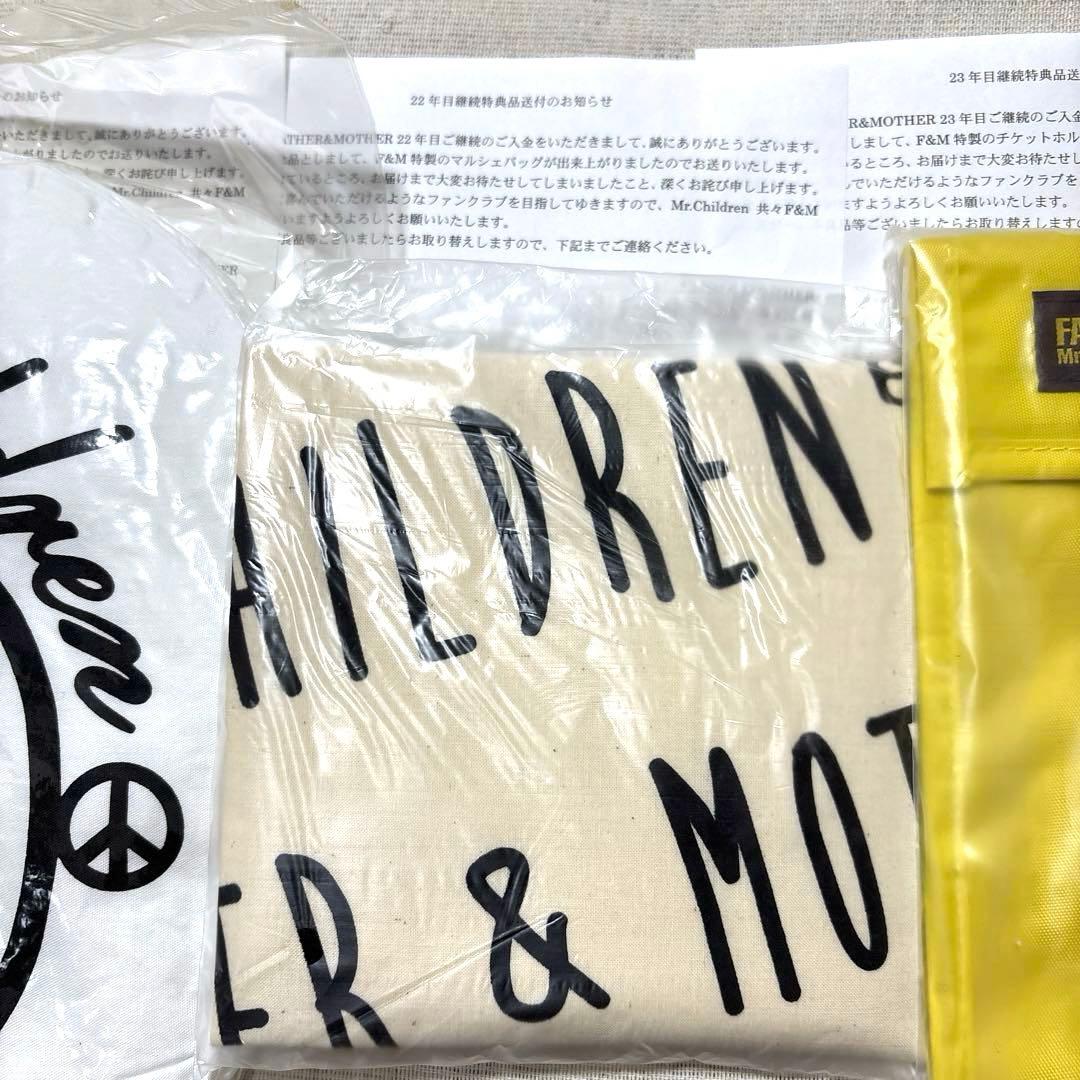 のお知らせ
いただきまして、誠にありがとうございます。
がりましたのでお送りいたします。
深くお詫び申し上げます。
Mr.Children 共々F&M
22 年目継続特典品送付のお知らせ
ATHER&MOTHER 22 年目ご継続のご入金をいただきまして、誠にありがとうございます。
品としまして、F&M 特製のマルシェバッグが出来上がりましたのでお送りいたします。
ているところ、お届けまで大変お待たせしてしまいましたこと、深くお詫び申し上げます。
んでいただけるようなファンクラブを目指してゆきますので、Mr.Children 共々F&M
いますようよろしくお願いいたします。
良品等ございましたらお取り替えしますので、下記までご連絡ください。
23 年目継続特典品送
ER&MOTHER 23 年目ご継続のご入金
しまして、F&M 特製のチケットホル
いるところ、お届けまで大変お待たせし
んでいただけるようなファンクラブを
ますようよろしくお願いいたします。
品等ございましたらお取り替えしますの
dren
HILDREN
ER & MOT
FA
Mr